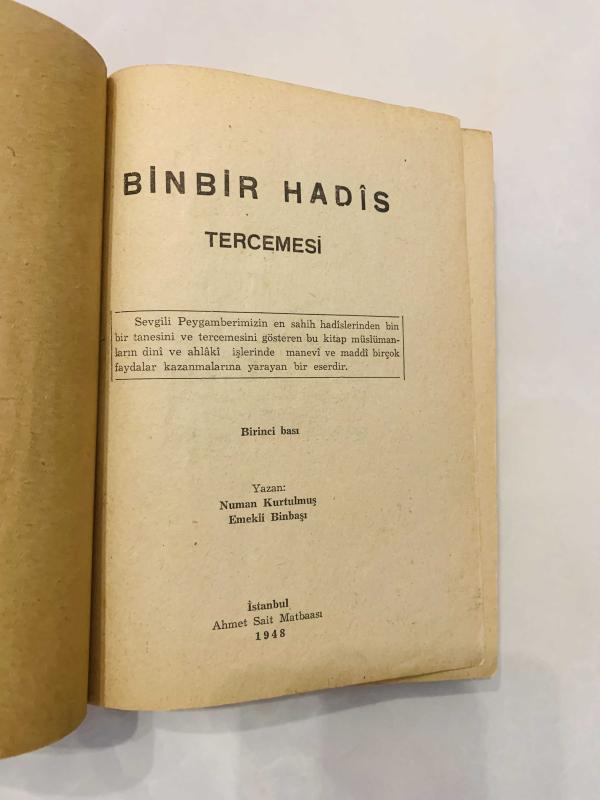 BİNBİR HADÎS
TERCEMESİ
Sevgili Peygamberimizin en sahih hadîslerinden bin
bir tanesini ve tercemesini gösteren bu kitap müslüman-
ların dinî ve ahlâkî işlerinde manevî ve maddî birçok
faydalar kazanmalarına yarayan bir eserdir.
Birinci bası
Yazan:
Numan Kurtulmuş
Emekli Binbaşı
İstanbul
Ahmet Sait Matbaası
1948